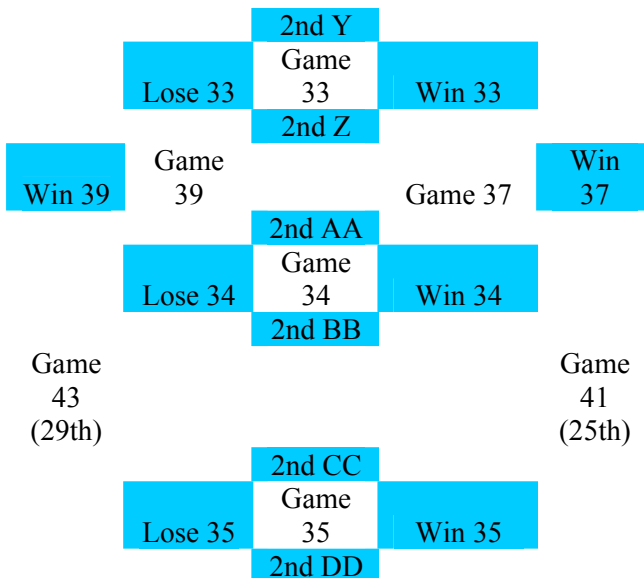 2nd Y
Game
Lose 33 33 Win 33
2nd Z
Game Win
Win 39 39 Game 37 37
2nd AA
Game
Lose 34 34 Win 34
2nd BB
Game Game
43 41
(29th) (25th)
2nd CC
Game
Lose 35 35 Win 35
2nd DD